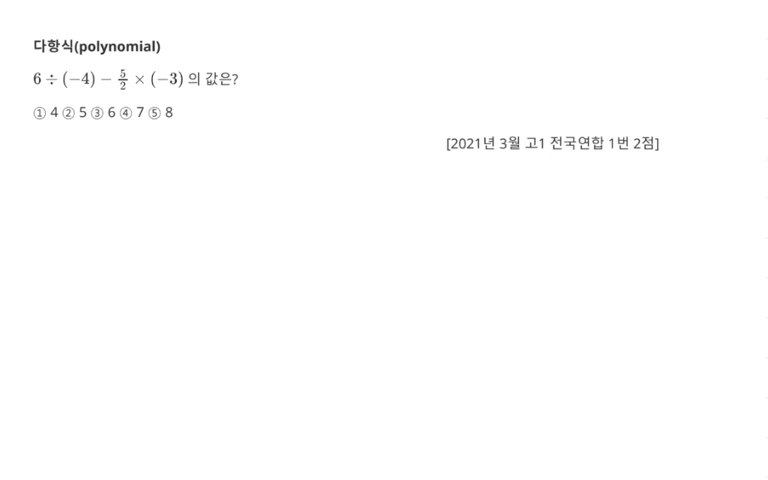 다항식(polynomial)
6 ÷ (−4) − 5/2 × (−3) 의 값은?
① 4 ② 5 ③ 6 ④ 7 ⑤ 8
[2021년 3월 고1 전국연합 1번 2점]